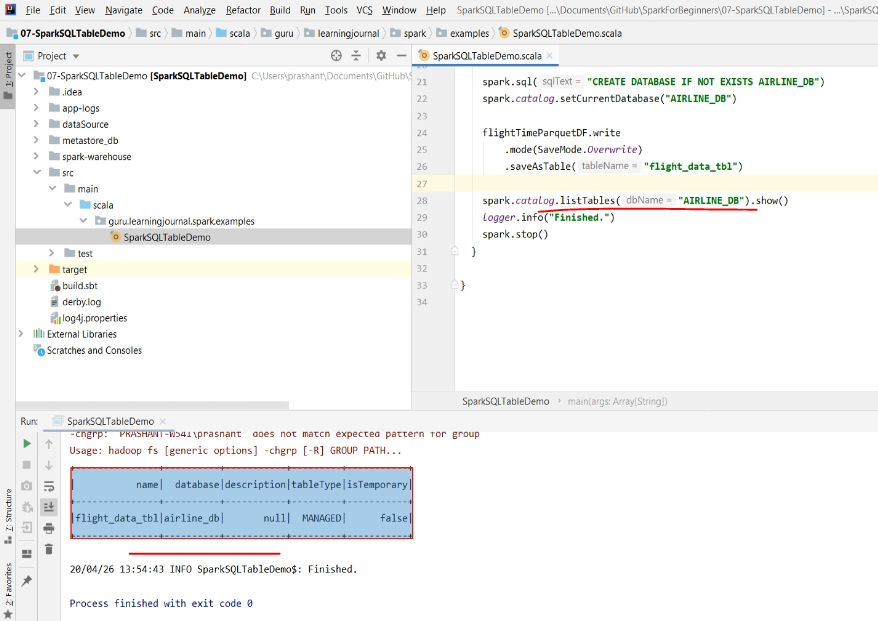 File Edit View Navigate Code Analyze Refactor Build Run Tools VCS Window Help SparkSQLTableDemo [...\Documents\GitHub\SparkForBeginners\07-SparkSQLTableDemo] - ...\SparkSQLTableDemo.scala
07-SparkSQLTableDemo src main scala guru learningjournal spark examples SparkSQLTableDemo.scala
1: Project
Project
SparkSQLTableDemo.scala
07-SparkSQLTableDemo [SparkSQLTableDemo] C:\Users\prashant\Documents\GitHub\S
.idea
app-logs
dataSource
metastore_db
spark-warehouse
src
main
scala
guru.learningjournal.spark.examples
SparkSQLTableDemo
test
target
build.sbt
derby.log
log4j.properties
External Libraries
Scratches and Consoles
21 spark.sql( sqlText = "CREATE DATABASE IF NOT EXISTS AIRLINE_DB")
22 spark.catalog.setCurrentDatabase("AIRLINE_DB")
23
24 flightTimeParquetDF.write
25 .mode(SaveMode.Overwrite)
26 .saveAsTable( tableName = "flight_data_tbl")
27
28 spark.catalog.listTables( dbName = "AIRLINE_DB").show()
29 logger.info("Finished.")
30 spark.stop()
31 }
32
33 }
34
SparkSQLTableDemo › main(args: Array[String])
Run: SparkSQLTableDemo
-chgrp: 'PRASHANT-0541\prashant' does not match expected pattern for group
Usage: hadoop fs [generic options] -chgrp [-R] GROUP PATH...
+---------------+----------+-----------+---------+-----------+
| name| database|description|tableType|isTemporary|
+---------------+----------+-----------+---------+-----------+
|flight_data_tbl|airline_db| null| MANAGED| false|
+---------------+----------+-----------+---------+-----------+
20/04/26 13:54:43 INFO SparkSQLTableDemo$: Finished.
Process finished with exit code 0
7: Structure
2: Favorites